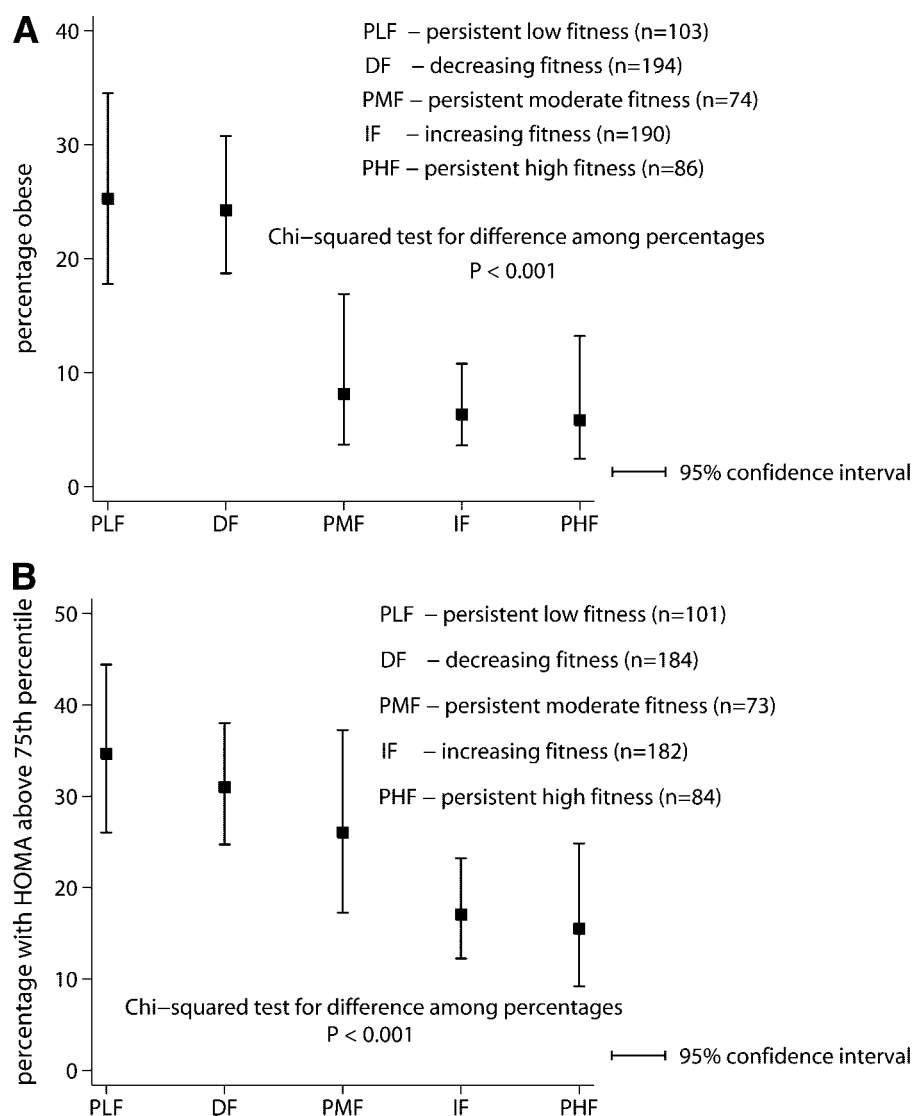 A
PLF – persistent low fitness (n=103)
DF – decreasing fitness (n=194)
PMF – persistent moderate fitness (n=74)
IF – increasing fitness (n=190)
PHF – persistent high fitness (n=86)
Chi–squared test for difference among percentages
P < 0.001
95% confidence interval
percentage obese
40
30
20
10
0
PLF DF PMF IF PHF
B
PLF – persistent low fitness (n=101)
DF – decreasing fitness (n=184)
PMF – persistent moderate fitness (n=73)
IF – increasing fitness (n=182)
PHF – persistent high fitness (n=84)
Chi–squared test for difference among percentages
P < 0.001
95% confidence interval
percentage with HOMA above 75th percentile
50
40
30
20
10
0
PLF DF PMF IF PHF